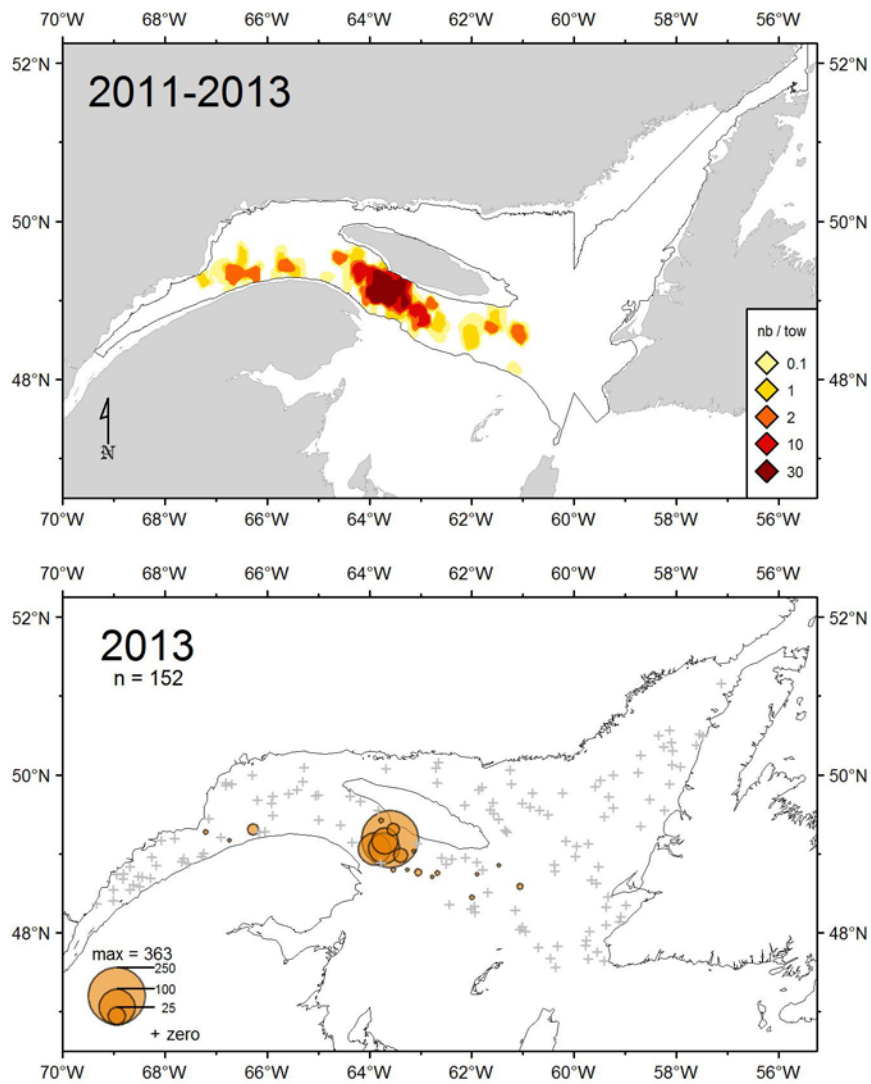 70°W 68°W 66°W 64°W 62°W 60°W 58°W 56°W
52°N 52°N
2011-2013
50°N 50°N
nb / tow
0.1
48°N 48°N
1
2
N
10
30
70°W 68°W 66°W 64°W 62°W 60°W 58°W 56°W
70°W 68°W 66°W 64°W 62°W 60°W 58°W 56°W
52°N 52°N
2013
n = 152
50°N 50°N
48°N 48°N
max = 363
250
100
25
+ zero
70°W 68°W 66°W 64°W 62°W 60°W 58°W 56°W